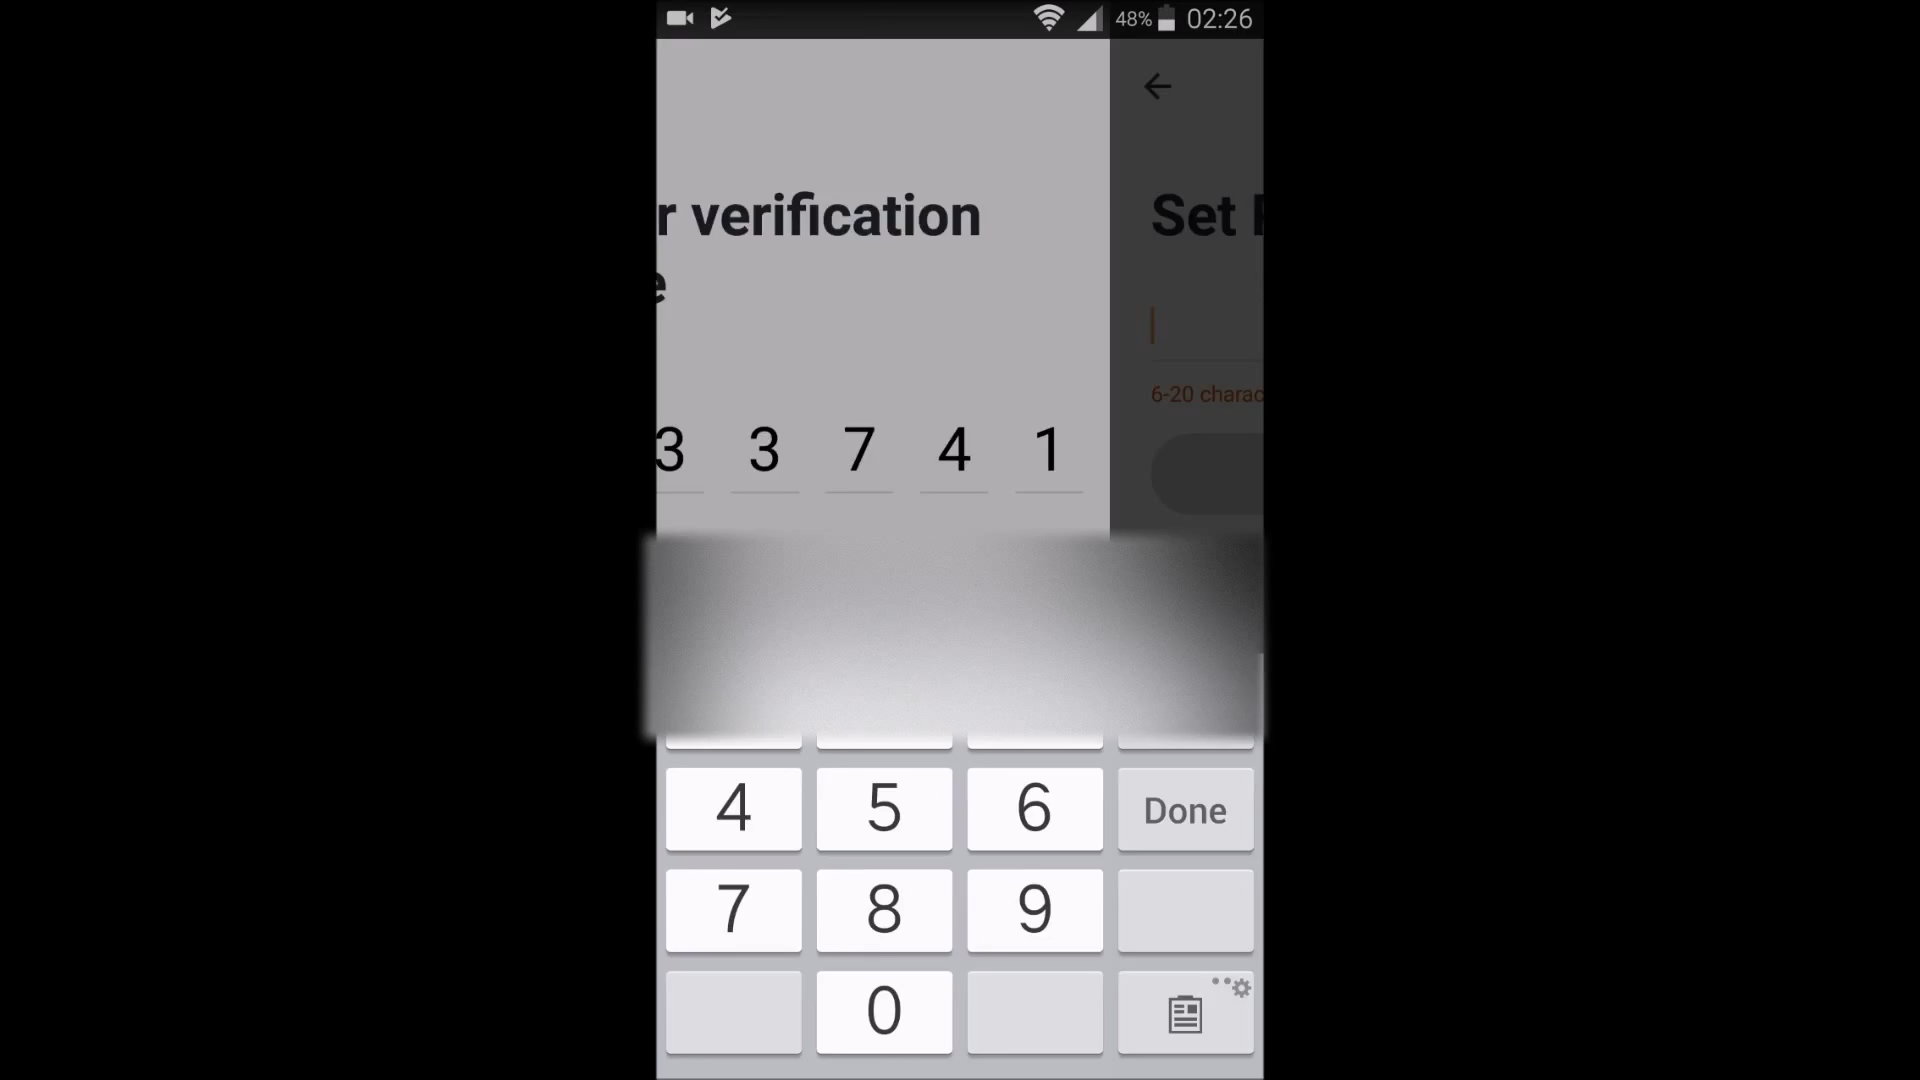 48% 02:26
r verification
e
3 3 7 4 1
Set
6-20 charac
4 5 6 Done
7 8 9
0